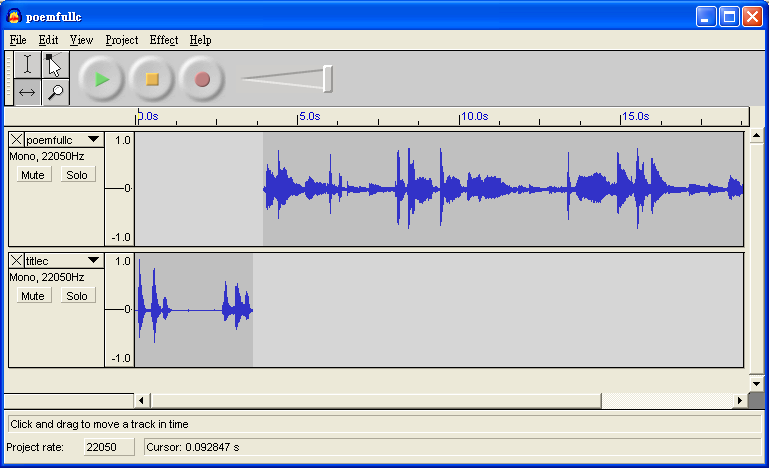 poemfullc
File Edit View Project Effect Help
0.0s 5.0s 10.0s 15.0s
poemfullc 1.0
Mono, 22050Hz
Mute Solo
0
-1.0
titlec 1.0
Mono, 22050Hz
Mute Solo
0
-1.0
Click and drag to move a track in time
Project rate: 22050 Cursor: 0.092847 s